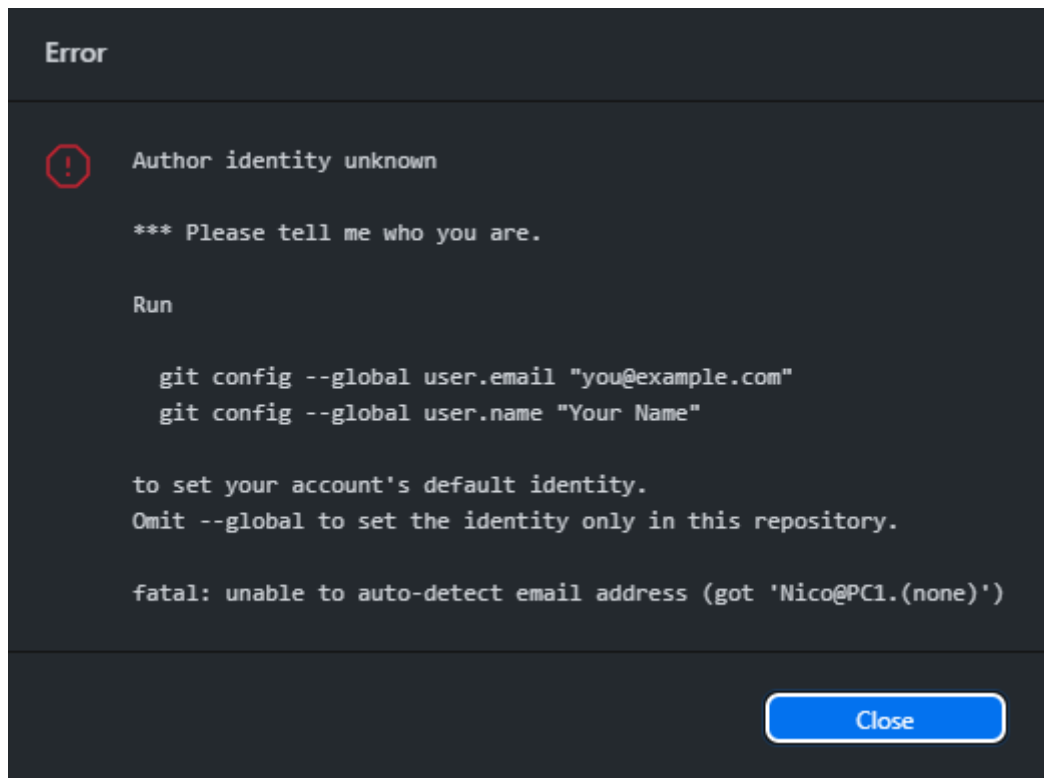 Error
Author identity unknown
*** Please tell me who you are.
Run
git config --global user.email "you@example.com"
git config --global user.name "Your Name"
to set your account's default identity.
Omit --global to set the identity only in this repository.
fatal: unable to auto-detect email address (got 'Nico@PC1.(none)')
Close